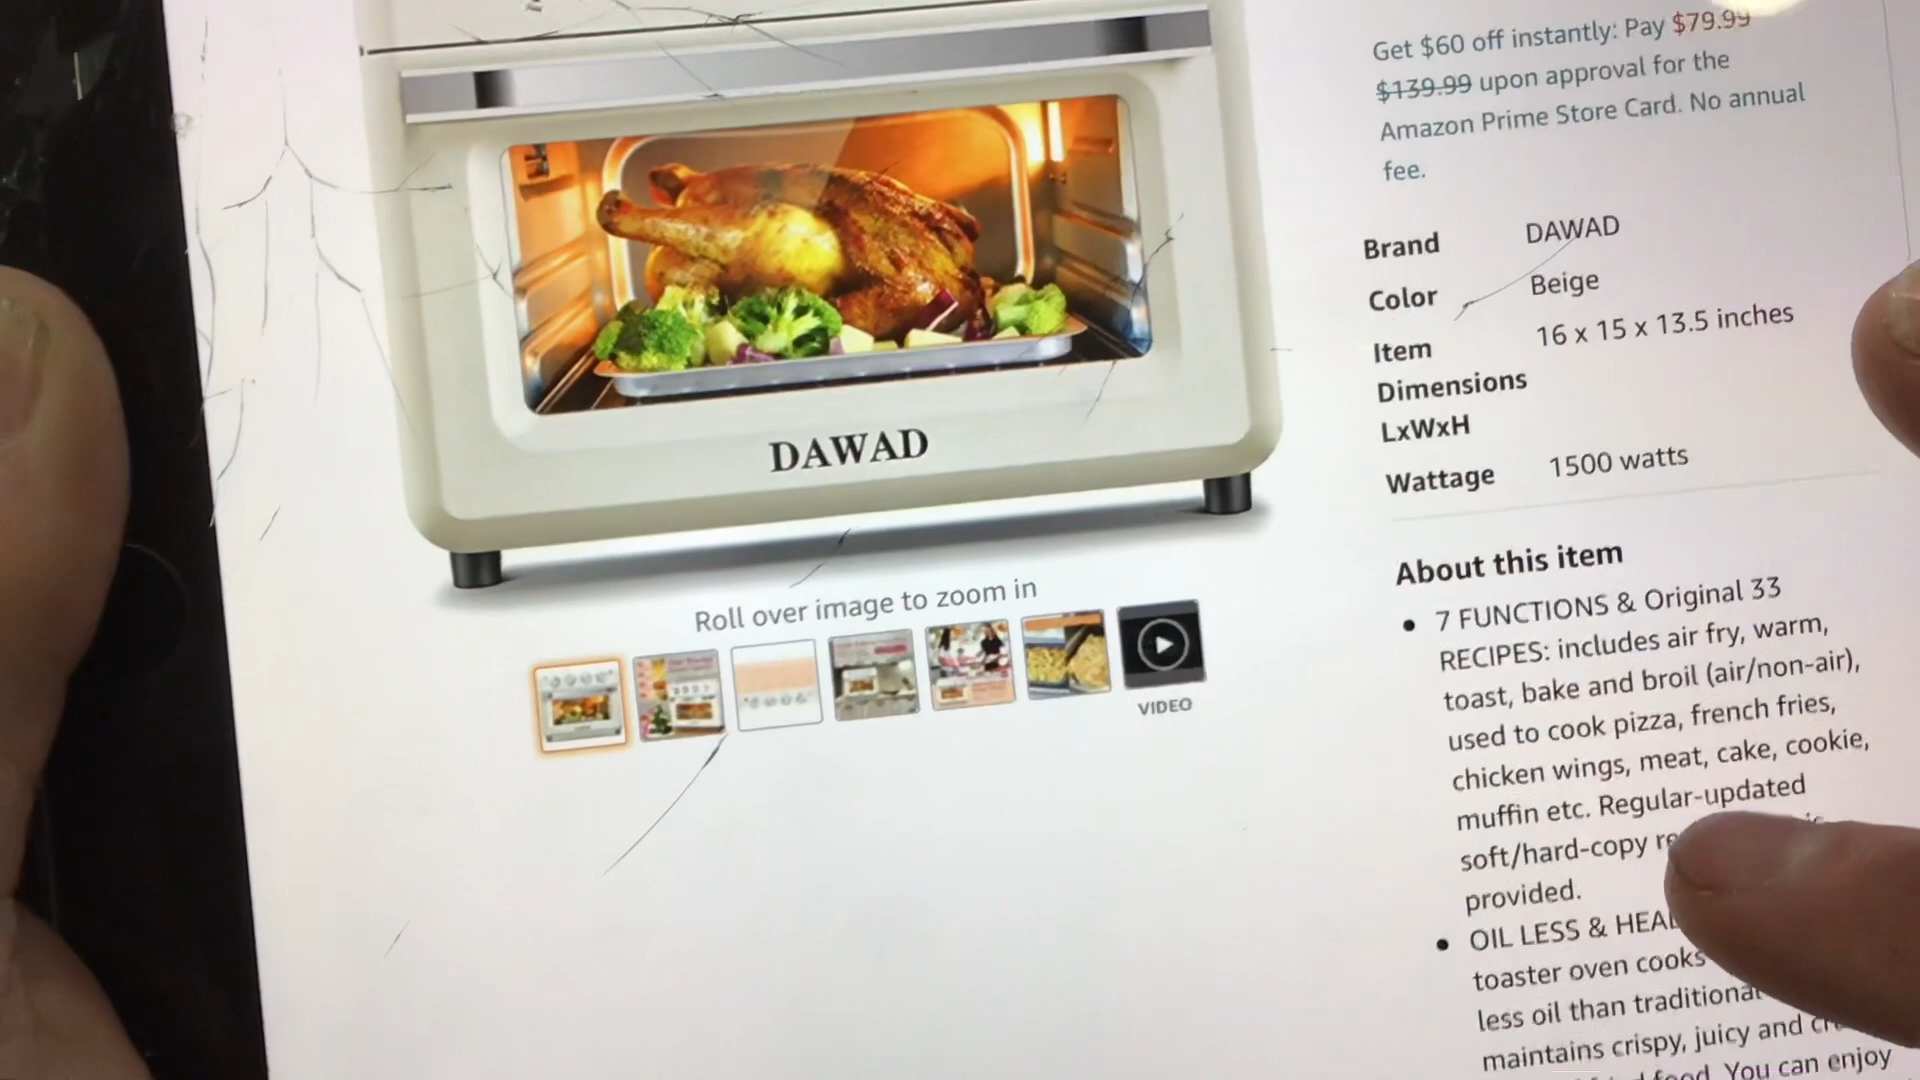 DAWAD
Roll over image to zoom in
VIDEO
Get $60 off instantly: Pay $79.99
$139.99 upon approval for the
Amazon Prime Store Card. No annual
fee.
Brand DAWAD
Color Beige
Item 16 x 15 x 13.5 inches
Dimensions
LxWxH
Wattage 1500 watts
About this item
• 7 FUNCTIONS & Original 33
RECIPES: includes air fry, warm,
toast, bake and broil (air/non-air),
used to cook pizza, french fries,
chicken wings, meat, cake, cookie,
muffin etc. Regular-updated
soft/hard-copy
provided.
• OIL LESS &
toaster oven cooks
less oil than traditional
maintains crispy, juicy and
food. You can enjoy